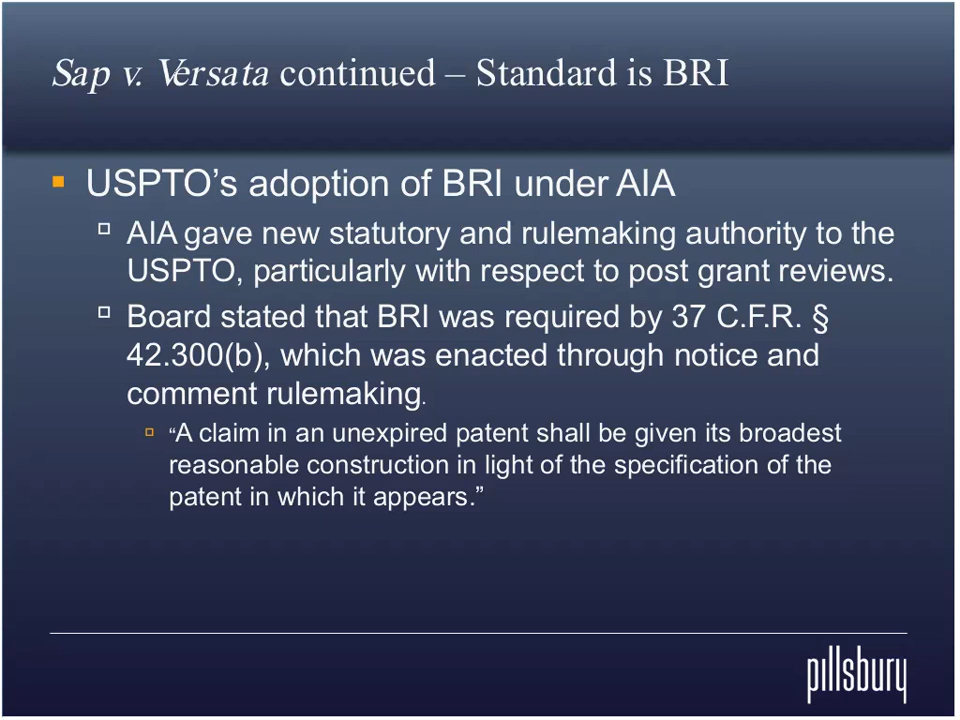 Sap v. Versata continued – Standard is BRI
USPTO’s adoption of BRI under AIA
AIA gave new statutory and rulemaking authority to the
USPTO, particularly with respect to post grant reviews.
Board stated that BRI was required by 37 C.F.R. §
42.300(b), which was enacted through notice and
comment rulemaking.
“A claim in an unexpired patent shall be given its broadest
reasonable construction in light of the specification of the
patent in which it appears.”
pillsbury